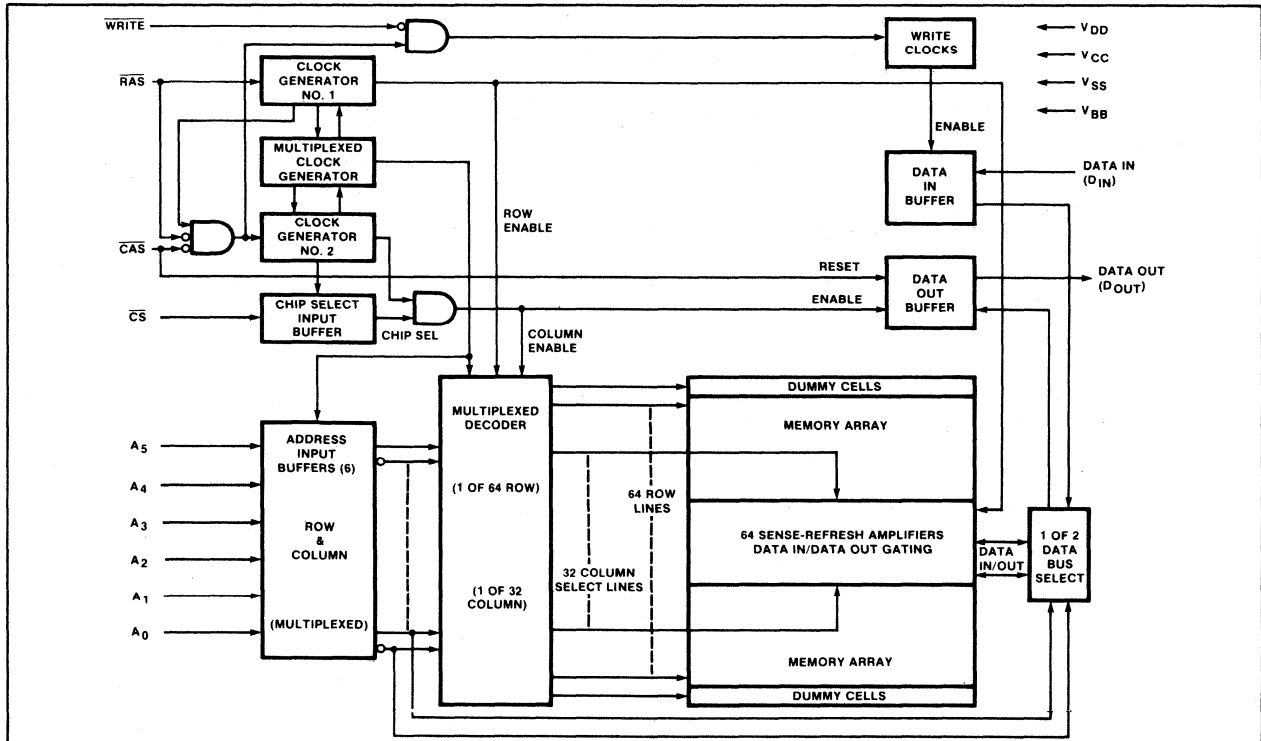 WRITE
RAS
CLOCK
GENERATOR
NO. 1
MULTIPLEXED
CLOCK
GENERATOR
CLOCK
GENERATOR
NO. 2
CAS
CS
CHIP SELECT
INPUT
BUFFER
CHIP SEL
ROW
ENABLE
COLUMN
ENABLE
WRITE
CLOCKS
ENABLE
VDD
VCC
VSS
VBB
DATA
IN
BUFFER
DATA IN
(DIN)
RESET
ENABLE
DATA
OUT
BUFFER
DATA OUT
(DOUT)
A5
A4
A3
A2
A1
A0
ADDRESS
INPUT
BUFFERS (6)
ROW
&
COLUMN
(MULTIPLEXED)
MULTIPLEXED
DECODER
(1 OF 64 ROW)
(1 OF 32
COLUMN)
64 ROW
LINES
32 COLUMN
SELECT LINES
DUMMY CELLS
MEMORY ARRAY
64 SENSE-REFRESH AMPLIFIERS
DATA IN/DATA OUT GATING
MEMORY ARRAY
DUMMY CELLS
DATA
IN/OUT
1 OF 2
DATA
BUS
SELECT